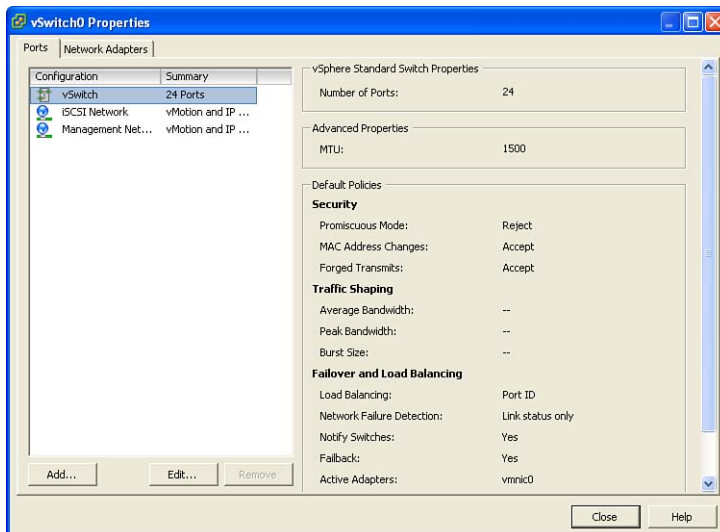 vSwitch0 Properties
Ports Network Adapters
Configuration Summary
vSwitch 24 Ports
iSCSI Network vMotion and IP ...
Management Net... vMotion and IP ...
Add... Edit... Remove
vSphere Standard Switch Properties
Number of Ports: 24
Advanced Properties
MTU: 1500
Default Policies
Security
Promiscuous Mode: Reject
MAC Address Changes: Accept
Forged Transmits: Accept
Traffic Shaping
Average Bandwidth: --
Peak Bandwidth: --
Burst Size: --
Failover and Load Balancing
Load Balancing: Port ID
Network Failure Detection: Link status only
Notify Switches: Yes
Failback: Yes
Active Adapters: vmnic0
Close Help